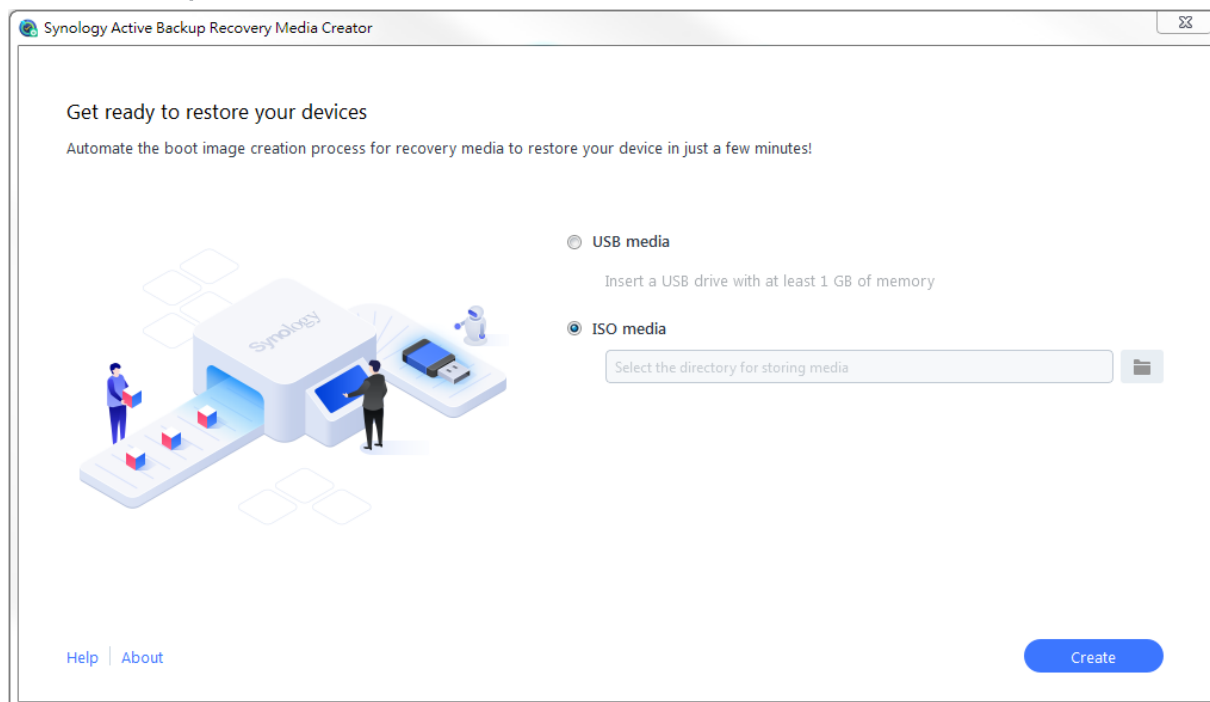 Synology Active Backup Recovery Media Creator
Get ready to restore your devices
Automate the boot image creation process for recovery media to restore your device in just a few minutes!
Synology
USB media
Insert a USB drive with at least 1 GB of memory
ISO media
Select the directory for storing media
Help
About
Create